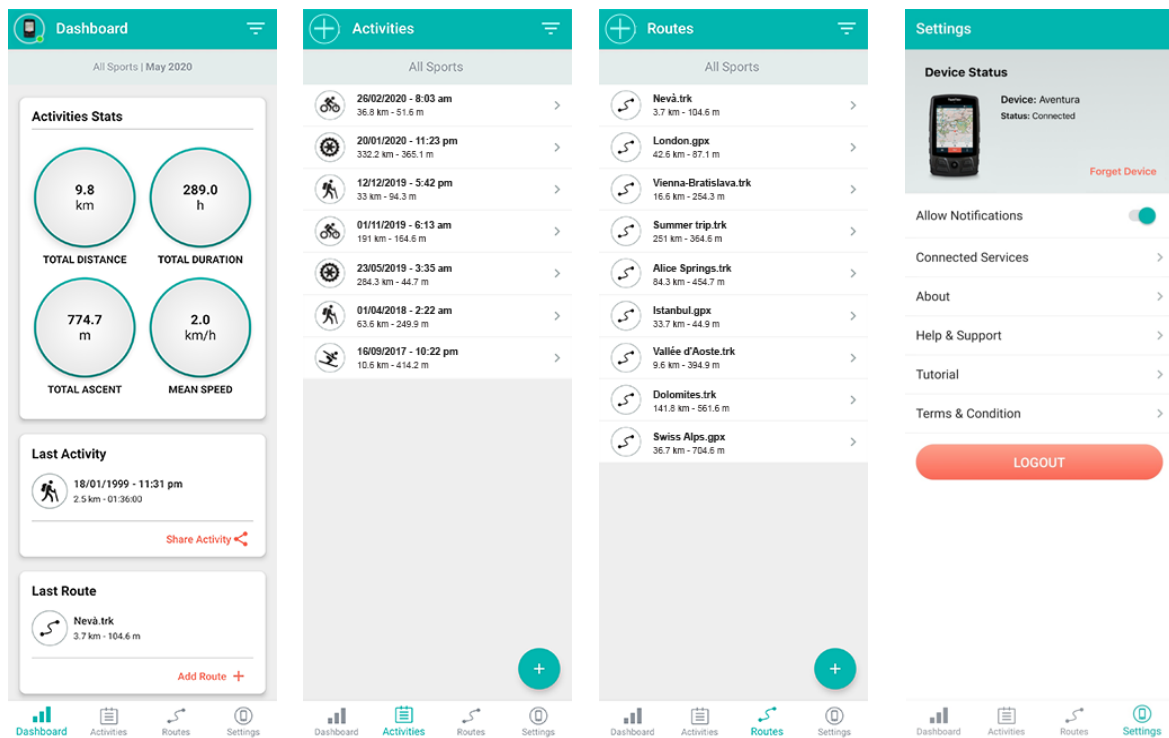 Dashboard
All Sports | May 2020
Activities Stats
9.8
km
TOTAL DISTANCE
289.0
h
TOTAL DURATION
774.7
m
TOTAL ASCENT
2.0
km/h
MEAN SPEED
Last Activity
18/01/1999 - 11:31 pm
2.5 km - 01:36:00
Share Activity
Last Route
Nevà.trk
3.7 km - 104.6 m
Add Route +
Dashboard Activities Routes Settings
Activities
All Sports
26/02/2020 - 8:03 am
36.8 km - 51.6 m
20/01/2020 - 11:23 pm
332.2 km - 365.1 m
12/12/2019 - 5:42 pm
33 km - 94.3 m
01/11/2019 - 6:13 am
191 km - 164.6 m
23/05/2019 - 3:35 am
284.3 km - 44.7 m
01/04/2018 - 2:22 am
63.6 km - 249.9 m
16/09/2017 - 10:22 pm
10.6 km - 414.2 m
+
Dashboard Activities Routes Settings
Routes
All Sports
Nevà.trk
3.7 km - 104.6 m
London.gpx
42.6 km - 87.1 m
Vienna-Bratislava.trk
16.6 km - 254.3 m
Summer trip.trk
251 km - 364.6 m
Alice Springs.trk
84.3 km - 454.7 m
Istanbul.gpx
33.7 km - 44.9 m
Vallée d'Aoste.trk
9.6 km - 394.9 m
Dolomites.trk
141.8 km - 561.6 m
Swiss Alps.gpx
36.7 km - 704.6 m
+
Dashboard Activities Routes Settings
Settings
Device Status
Device: Aventura
Status: Connected
Forget Device
Allow Notifications
Connected Services
About
Help & Support
Tutorial
Terms & Condition
LOGOUT
Dashboard Activities Routes Settings